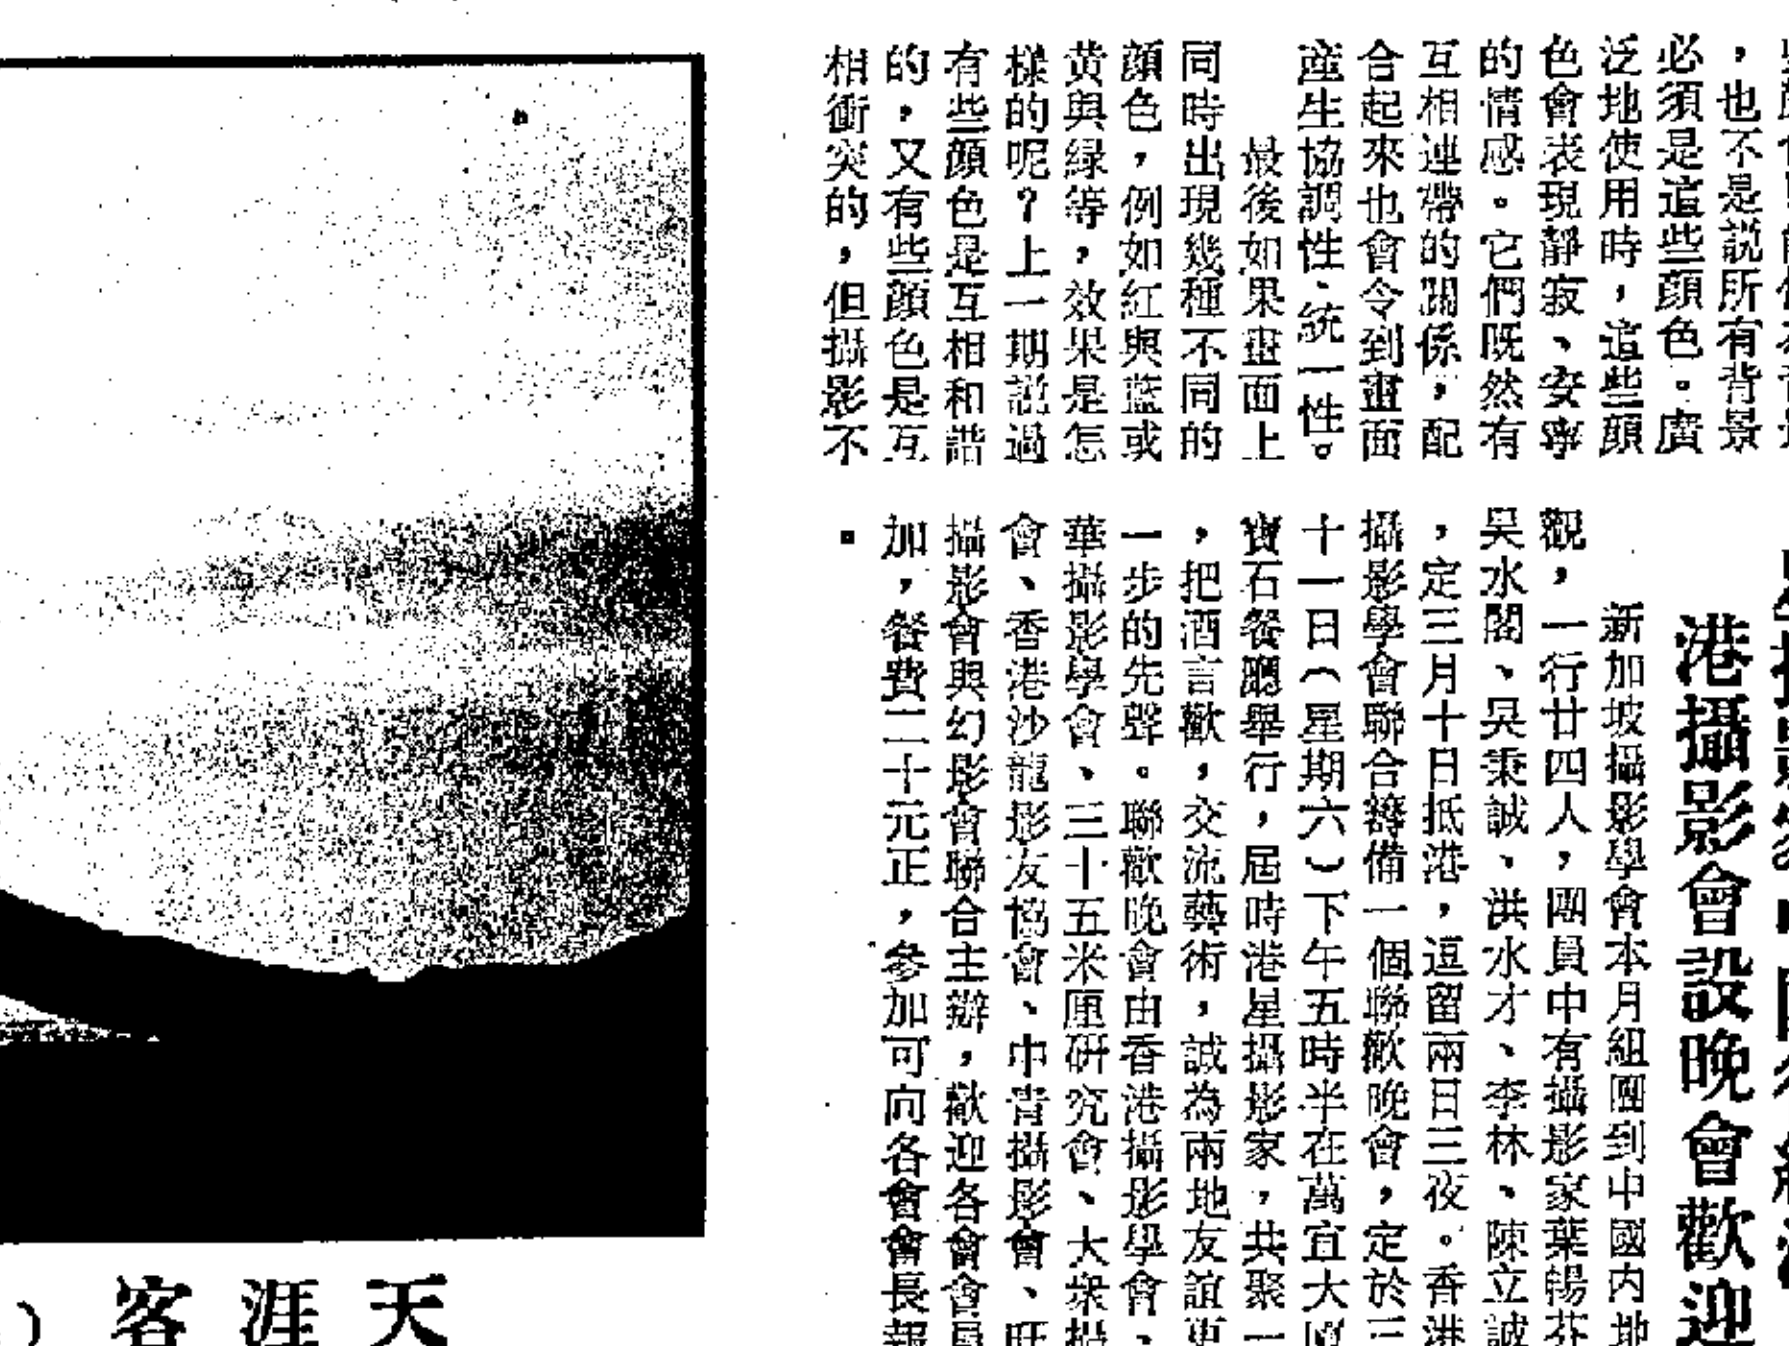 ，也不是説所有背景
必須是這些顏色。廣
泛地使用時，這些顏
色會表現靜寂、安寧
的情感。它們既然有
互相連帶的關係，配
合起來也會令到畫面
產生協調性、統一性。
最後如果畫面上
同時出現幾種不同的
顏色，例如紅與藍或
黄與緑等，效果是怎
樣的呢？上一期説過
有些顏色是互相和諧
的，又有些顏色是互
相衝突的，但攝影不
港攝影會設晚會歡迎
新加坡攝影學會本月組團到中國内地
觀，一行廿四人，團員中有攝影家葉暢芬
吳水閣、吳秉誠、洪水才、李林、陳立誠
，定三月十日抵港，逗留兩日三夜。香港
攝影學會聯合籌備一個聯歡晚會，定於三
十一日（星期六）下午五時半在萬宜大廈
寶石餐廳舉行，屆時港星攝影家，共聚一
，把酒言歡，交流藝術，誠為兩地友誼更
一步的先聲。聯歡晚會由香港攝影學會、
華攝影學會、三十五米厘研究會、大衆攝
會、香港沙龍影友協會、中青攝影會、旺
攝影會與幻影會聯合主辦，歡迎各會會員
加，餐費二十元正，參加可向各會會長報
。
天涯客